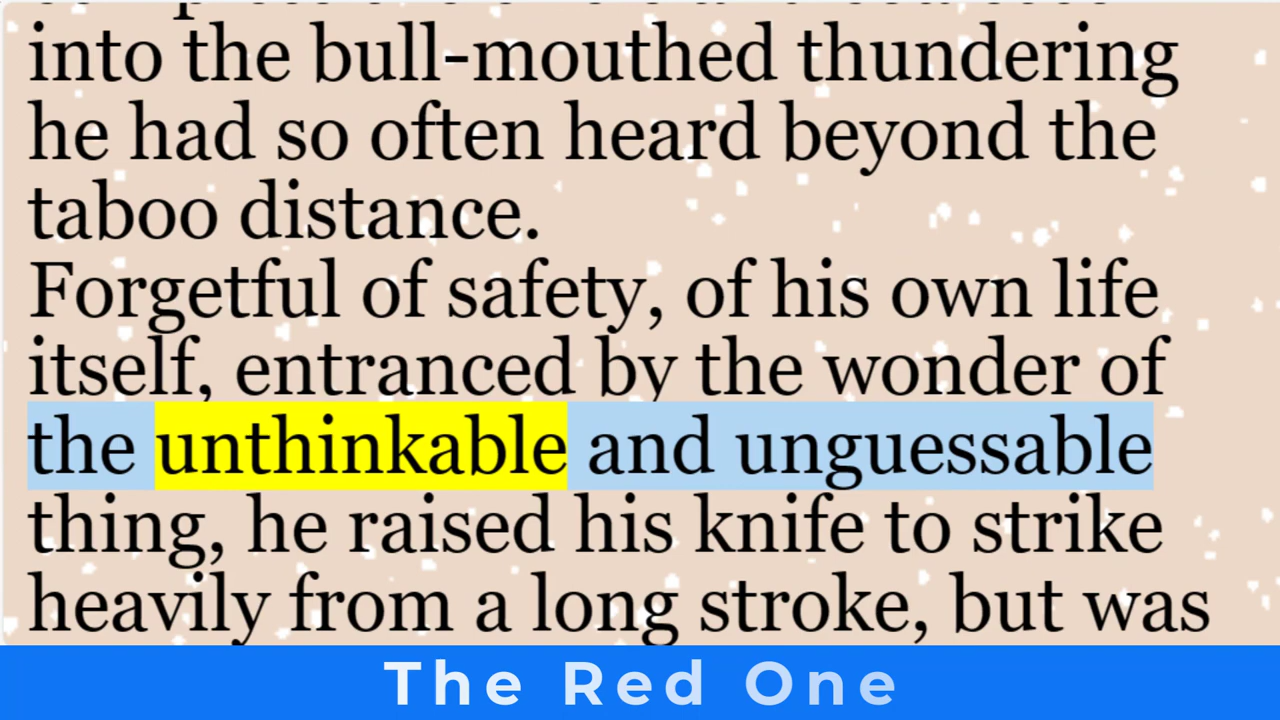 into the bull-mouthed thundering
he had so often heard beyond the
taboo distance.
Forgetful of safety, of his own life
itself, entranced by the wonder of
the unthinkable and unguessable
thing, he raised his knife to strike
heavily from a long stroke, but was
The Red One